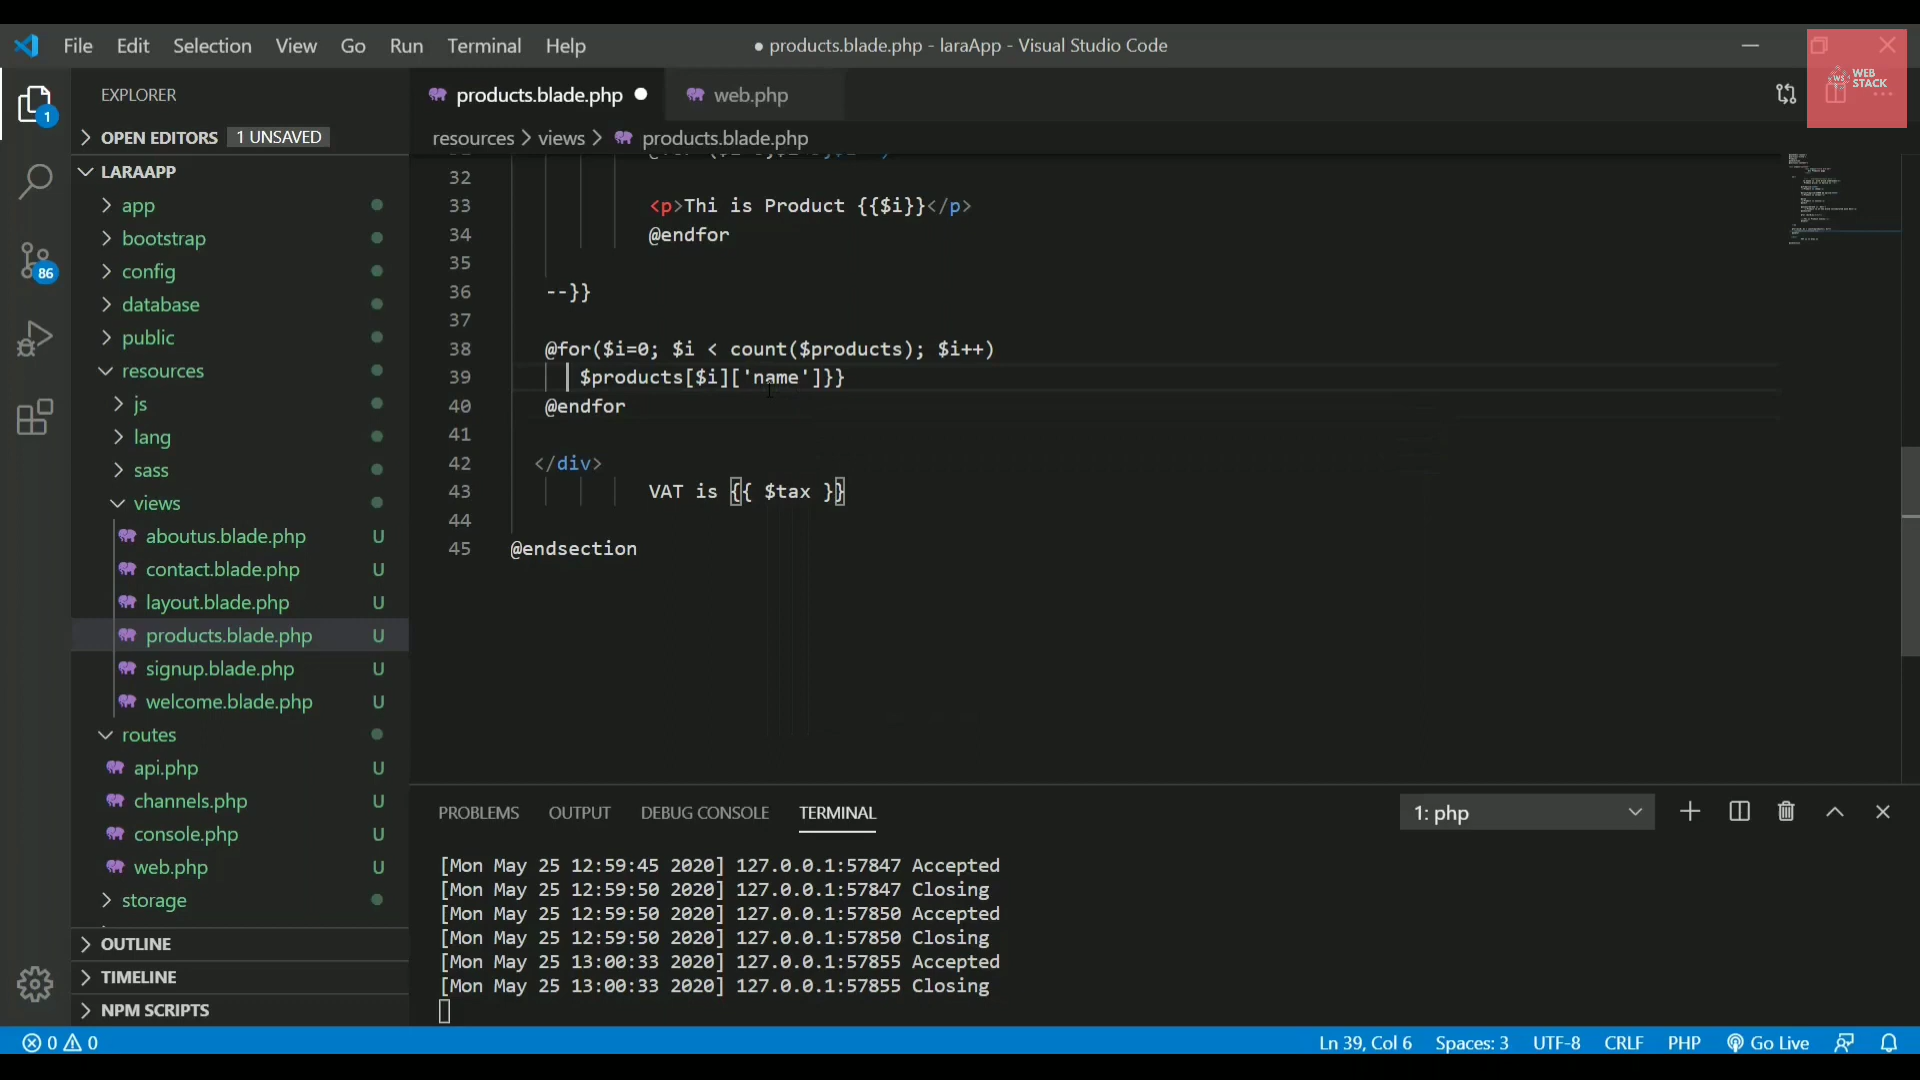 File Edit Selection View Go Run Terminal Help
● products.blade.php - laraApp - Visual Studio Code
WS WEB STACK
EXPLORER
OPEN EDITORS 1 UNSAVED
LARAAPP
app
bootstrap
config
database
public
resources
js
lang
sass
views
aboutus.blade.php U
contact.blade.php U
layout.blade.php U
products.blade.php U
signup.blade.php U
welcome.blade.php U
routes
api.php U
channels.php U
console.php U
web.php U
storage
OUTLINE
TIMELINE
NPM SCRIPTS
1
86
products.blade.php web.php
resources > views > products.blade.php
32
33 <p>Thi is Product {{$i}}</p>
34 @endfor
35
36 --}}
37
38 @for($i=0; $i < count($products); $i++)
39 $products[$i]['name']}}
40 @endfor
41
42 </div>
43 VAT is {{ $tax }}
44
45 @endsection
PROBLEMS OUTPUT DEBUG CONSOLE TERMINAL
1: php
[Mon May 25 12:59:45 2020] 127.0.0.1:57847 Accepted
[Mon May 25 12:59:50 2020] 127.0.0.1:57847 Closing
[Mon May 25 12:59:50 2020] 127.0.0.1:57850 Accepted
[Mon May 25 12:59:50 2020] 127.0.0.1:57850 Closing
[Mon May 25 13:00:33 2020] 127.0.0.1:57855 Accepted
[Mon May 25 13:00:33 2020] 127.0.0.1:57855 Closing
0 0
Ln 39, Col 6 Spaces: 3 UTF-8 CRLF PHP Go Live